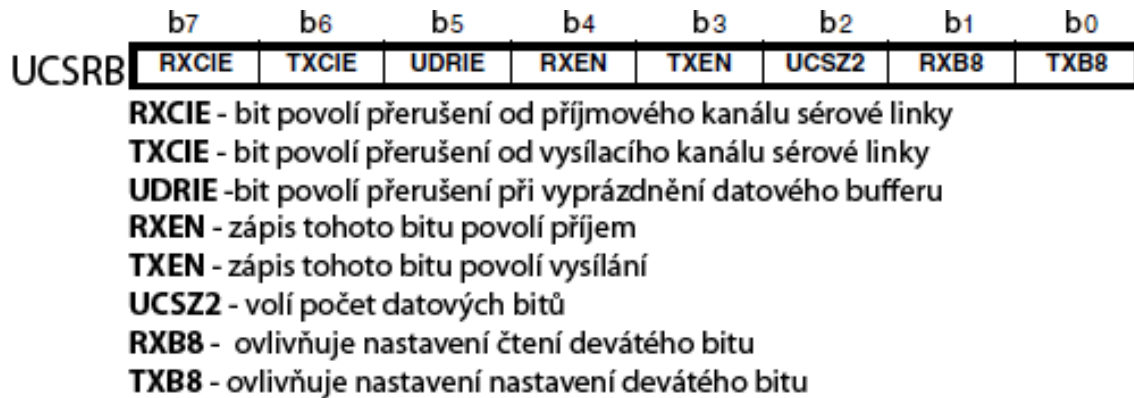 b7 b6 b5 b4 b3 b2 b1 b0
UCSRB RXCIE TXCIE UDRIE RXEN TXEN UCSZ2 RXB8 TXB8
RXCIE - bit povolí přerušení od příjmového kanálu sérové linky
TXCIE - bit povolí přerušení od vysílacího kanálu sérové linky
UDRIE -bit povolí přerušení při vyprázdnění datového bufferu
RXEN - zápis tohoto bitu povolí příjem
TXEN - zápis tohoto bitu povolí vysílání
UCSZ2 - volí počet datových bitů
RXB8 - ovlivňuje nastavení čtení devátého bitu
TXB8 - ovlivňuje nastavení nastavení devátého bitu